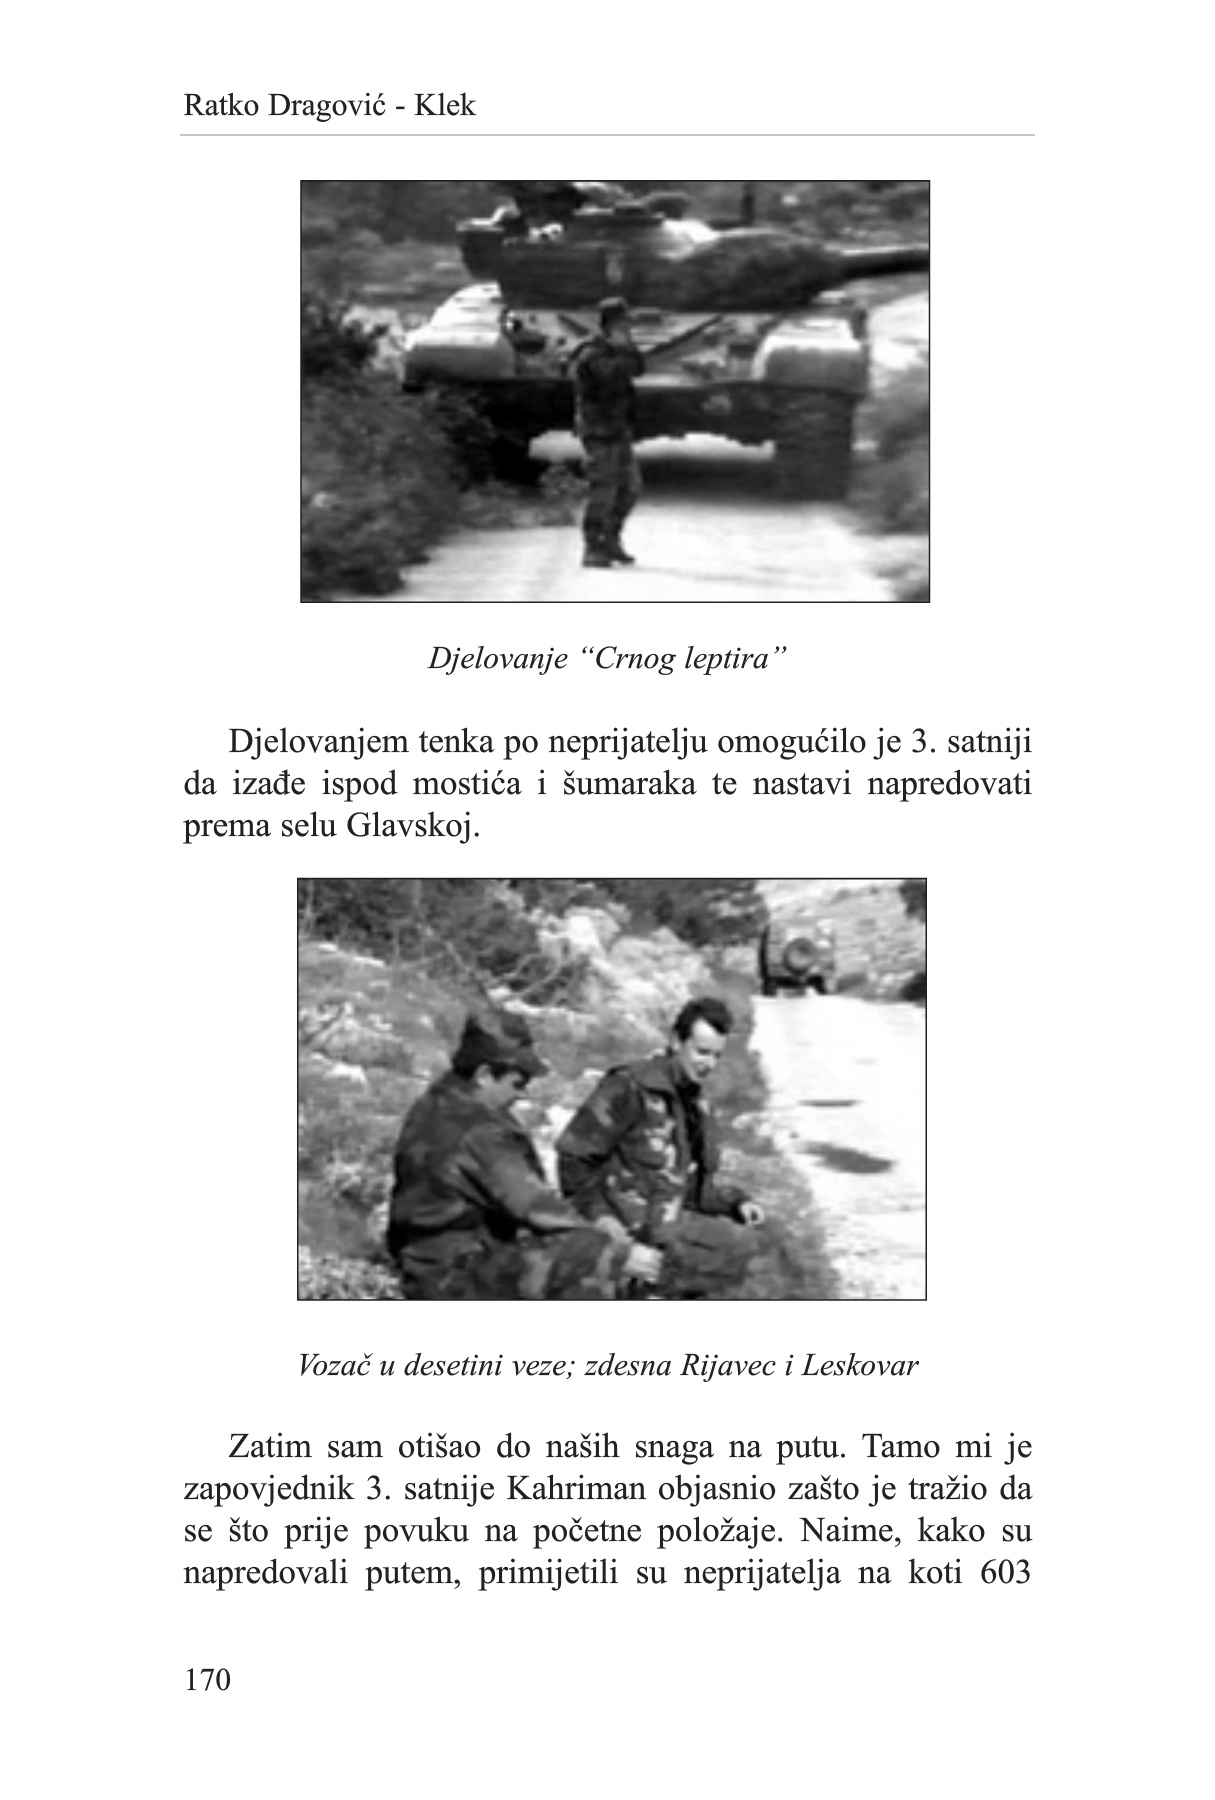 Ratko Dragović - Klek
Djelovanje “Crnog leptira”
Djelovanjem tenka po neprijatelju omogućilo je 3. satniji
da izađe ispod mostića i šumaraka te nastavi napredovati
prema selu Glavskoj.
Vozač u desetini veze; zdesna Rijavec i Leskovar
Zatim sam otišao do naših snaga na putu. Tamo mi je
zapovjednik 3. satnije Kahriman objasnio zašto je tražio da
se što prije povuku na početne položaje. Naime, kako su
napredovali putem, primijetili su neprijatelja na koti 603
170